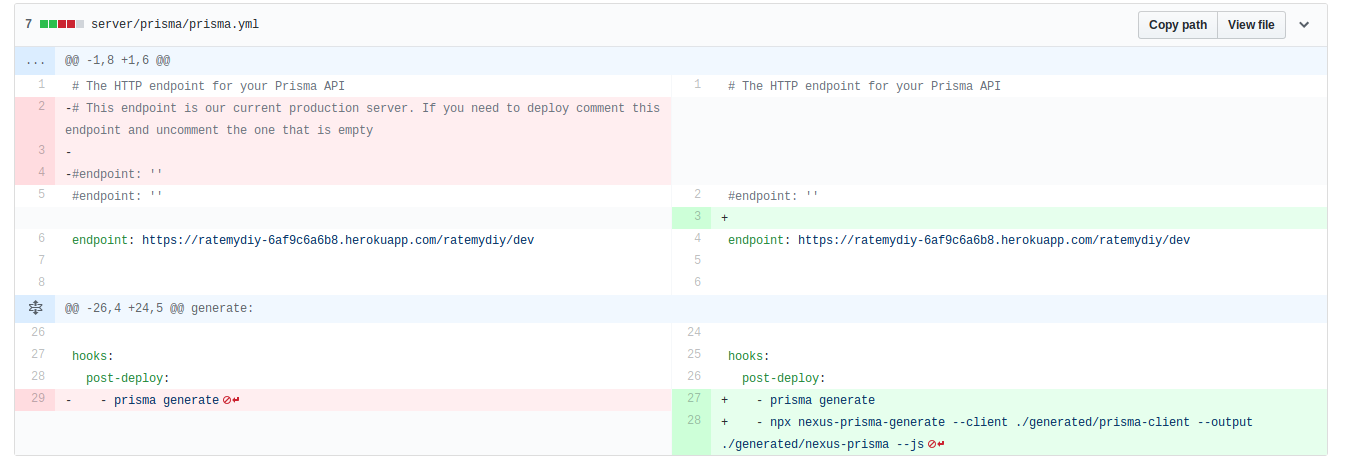 7 server/prisma/prisma.yml Copy path View file
... @@ -1,8 +1,6 @@
1 # The HTTP endpoint for your Prisma API 1 # The HTTP endpoint for your Prisma API
2 -# This endpoint is our current production server. If you need to deploy comment this
endpoint and uncomment the one that is empty
3 -
4 -#endpoint: ''
5 #endpoint: '' 2 #endpoint: ''
3 +
6 endpoint: https://ratemydiy-6af9c6a6b8.herokuapp.com/ratemydiy/dev 4 endpoint: https://ratemydiy-6af9c6a6b8.herokuapp.com/ratemydiy/dev
7 5
8 6
@@ -26,4 +24,5 @@ generate:
26 24
27 hooks: 25 hooks:
28 post-deploy: 26 post-deploy:
29 - - prisma generate 27 + - prisma generate
28 + - npx nexus-prisma-generate --client ./generated/prisma-client --output
./generated/nexus-prisma --js